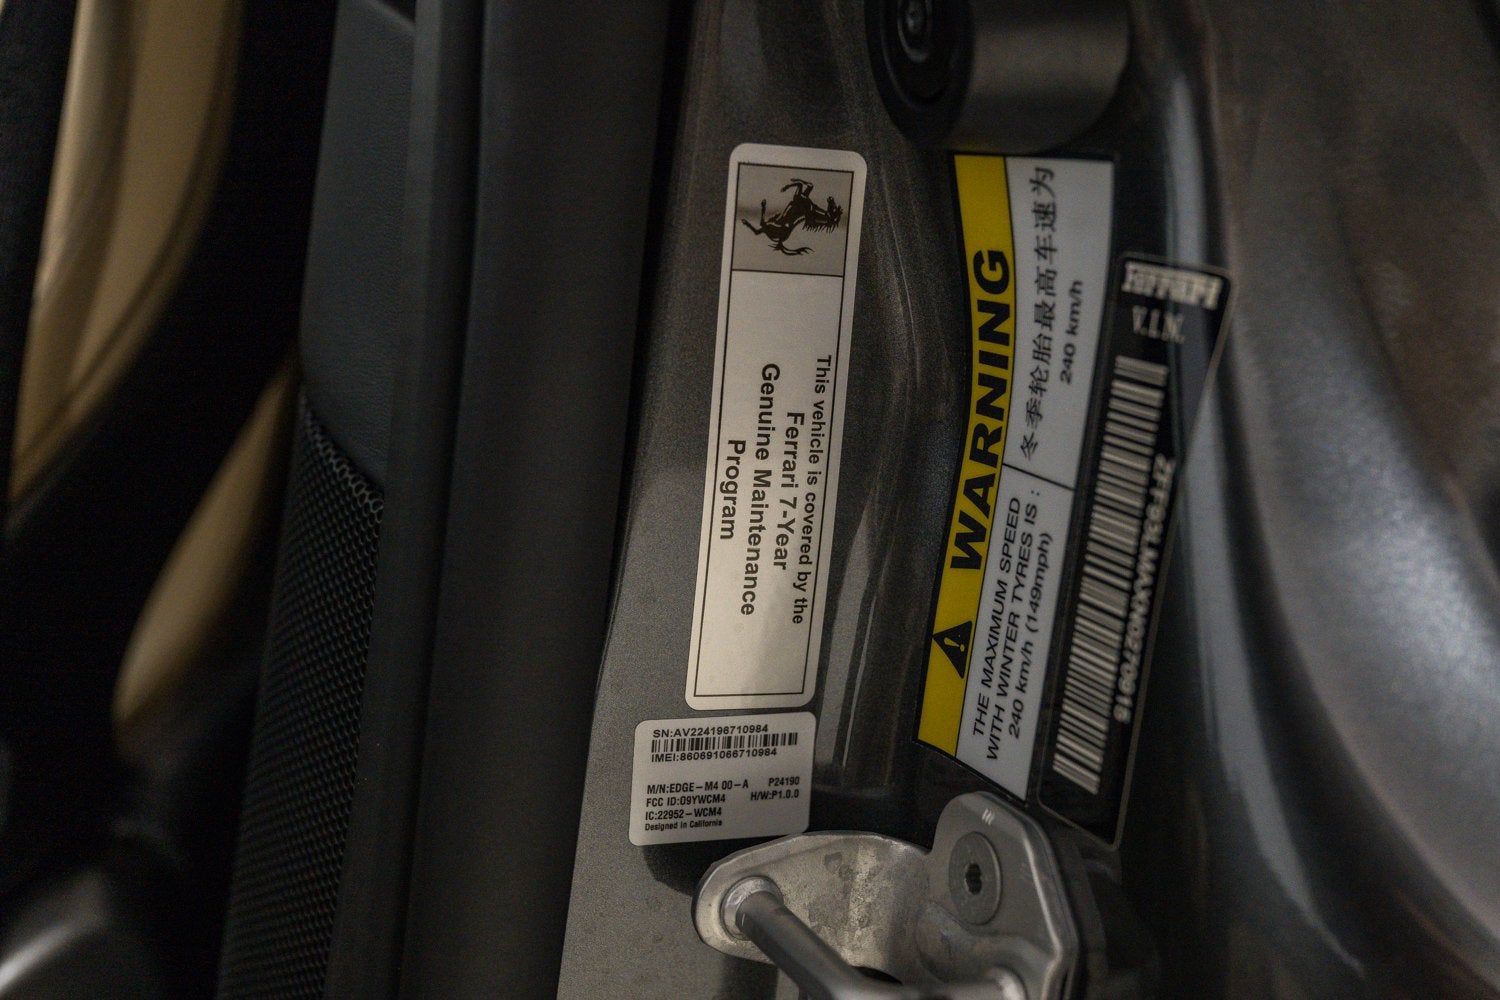 This vehicle is covered by the
Ferrari 7-Year
Genuine Maintenance
Program
SN:AV224196710984
IMEI:860691066710984
M/N:EDGE-M4 00-A P24190
FCC ID:O9YWCM4 H/W:P1.0.0
IC:22952-WCM4
Designed in California
WARNING
THE MAXIMUM SPEED
WITH WINTER TYRES IS :
240 km/h (149mph)
冬季轮胎最高车速为
240 km/h
Ferrari
V.I.N.